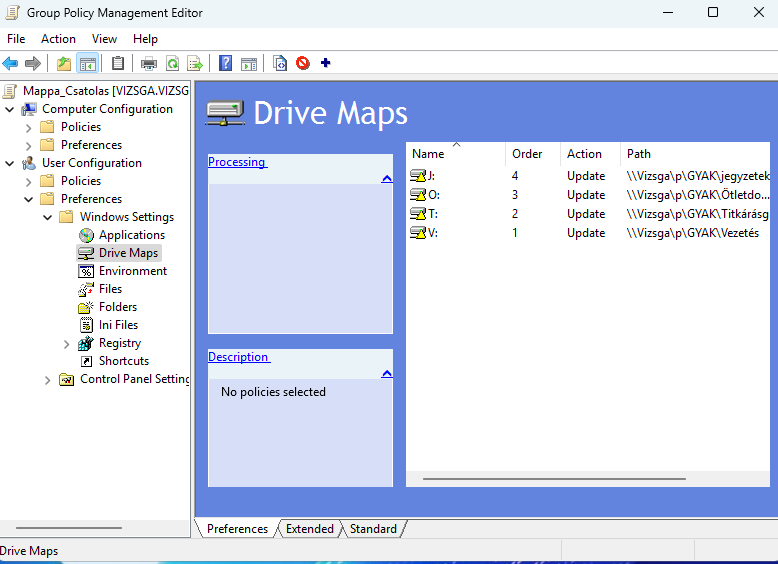 Group Policy Management Editor
File Action View Help
Mappa_Csatolas [VIZSGA.VIZSG
Computer Configuration
Policies
Preferences
User Configuration
Policies
Preferences
Windows Settings
Applications
Drive Maps
Environment
Files
Folders
Ini Files
Registry
Shortcuts
Control Panel Setting
Drive Maps
Processing
Description
No policies selected
Name Order Action Path
J: 4 Update \\Vizsga\p\GYAK\jegyzetek
O: 3 Update \\Vizsga\p\GYAK\Ötletdo...
T: 2 Update \\Vizsga\p\GYAK\Titkárásg
V: 1 Update \\Vizsga\p\GYAK\Vezetés
Preferences Extended Standard
Drive Maps